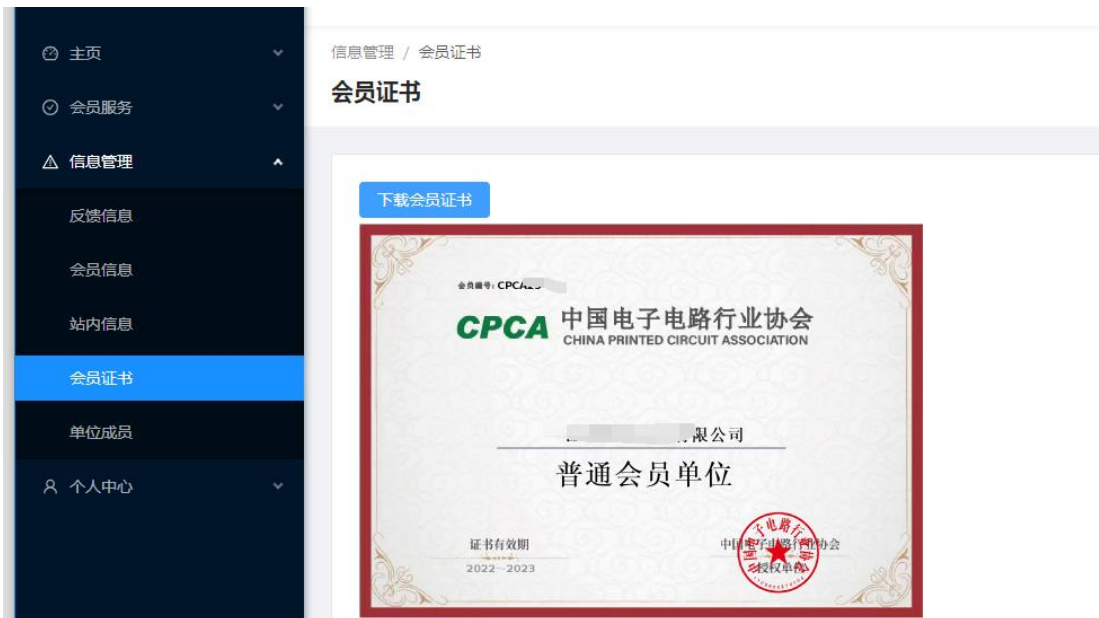 主页
会员服务
信息管理
反馈信息
会员信息
站内信息
会员证书
单位成员
个人中心
信息管理 / 会员证书
会员证书
下载会员证书
会员编号: CPCA
CPCA 中国电子电路行业协会
CHINA PRINTED CIRCUIT ASSOCIATION
限公司
普通会员单位
证书有效期
2022--2023
中国电子电路行业协会
授权单位